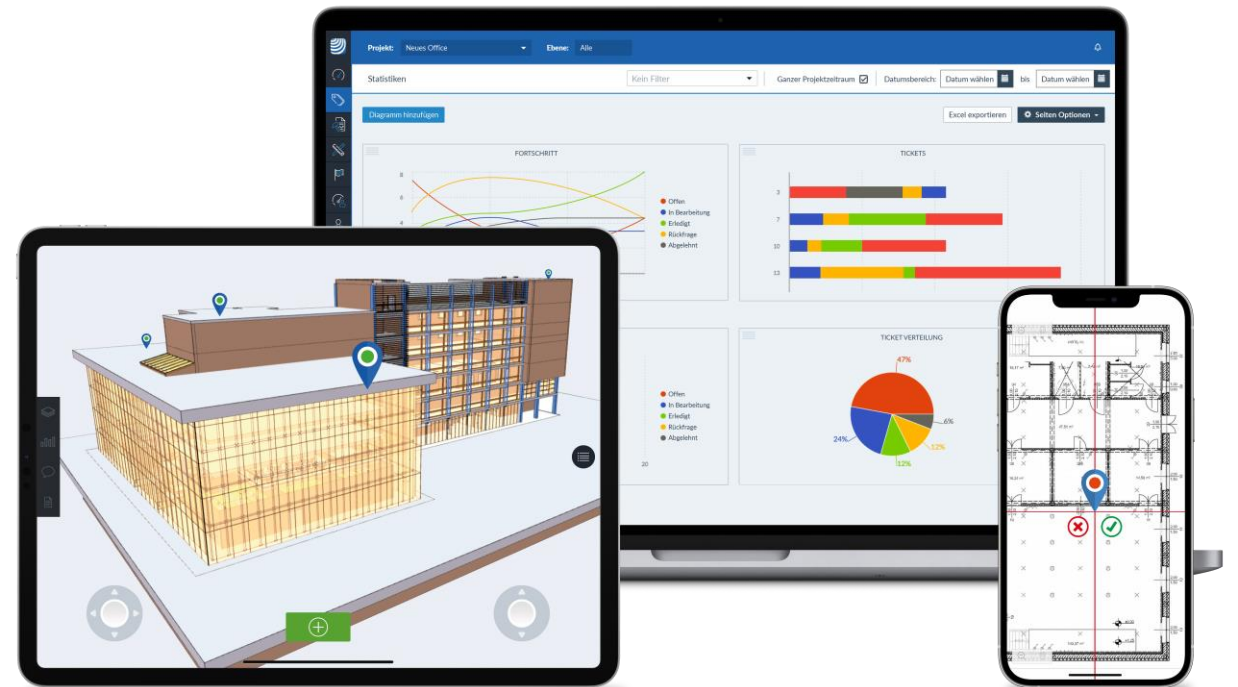 Projekt: Neues Office Ebene: Alle
Statistiken Kein Filter Ganzer Projektzeitraum Datumsbereich: Datum wählen bis Datum wählen
Diagramm hinzufügen Excel exportieren Seiten Optionen
FORTSCHRITT
8
6
4
Offen
In Bearbeitung
Erledigt
Rückfrage
Abgelehnt
TICKETS
3
7
10
13
Offen
In Bearbeitung
Erledigt
Rückfrage
Abgelehnt
20
TICKET VERTEILUNG
47%
6%
24%
12%
12%